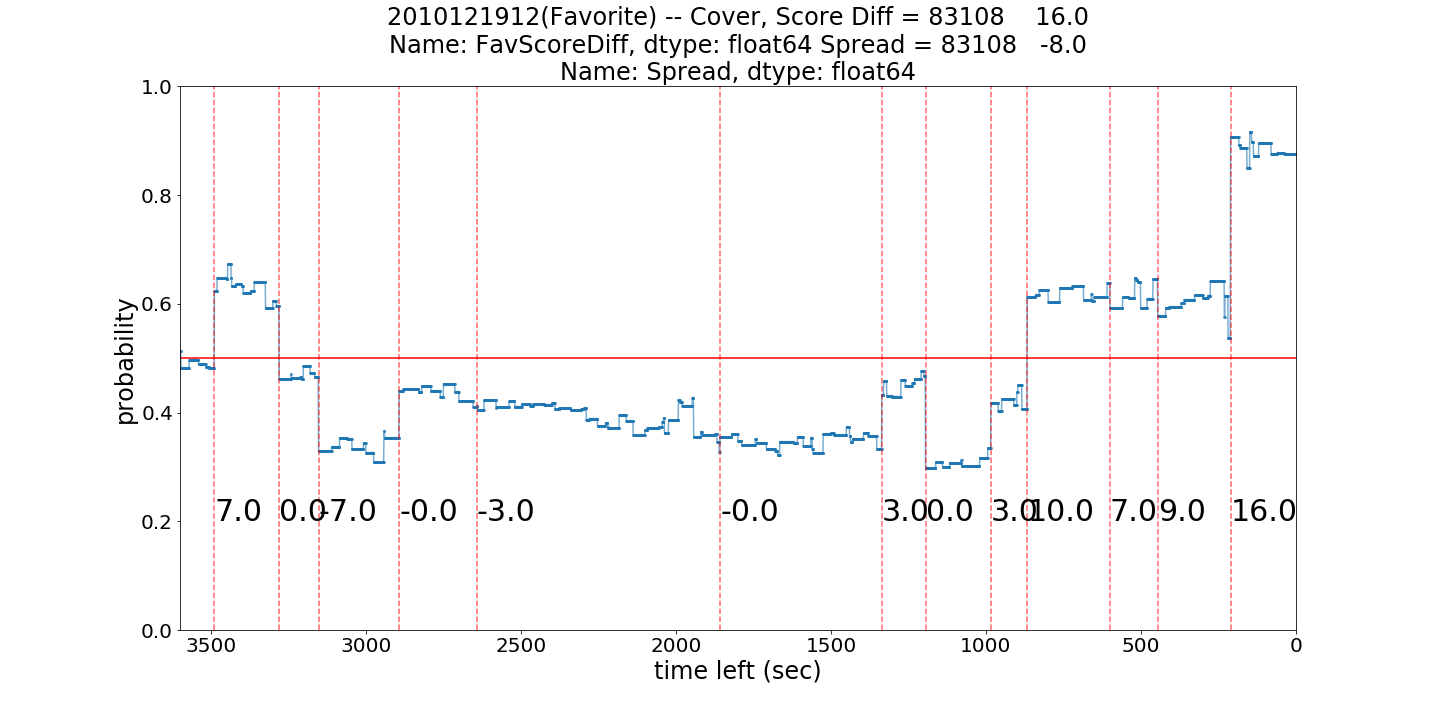 2010121912(Favorite) -- Cover, Score Diff = 83108    16.0
Name: FavScoreDiff, dtype: float64 Spread = 83108   -8.0
Name: Spread, dtype: float64
1.0
0.8
0.6
0.4
0.2
0.0
probability
7.0 0.0 -7.0 -0.0 -3.0 -0.0 3.0 0.0 3.0 10.0 7.0 9.0 16.0
3500 3000 2500 2000 1500 1000 500 0
time left (sec)